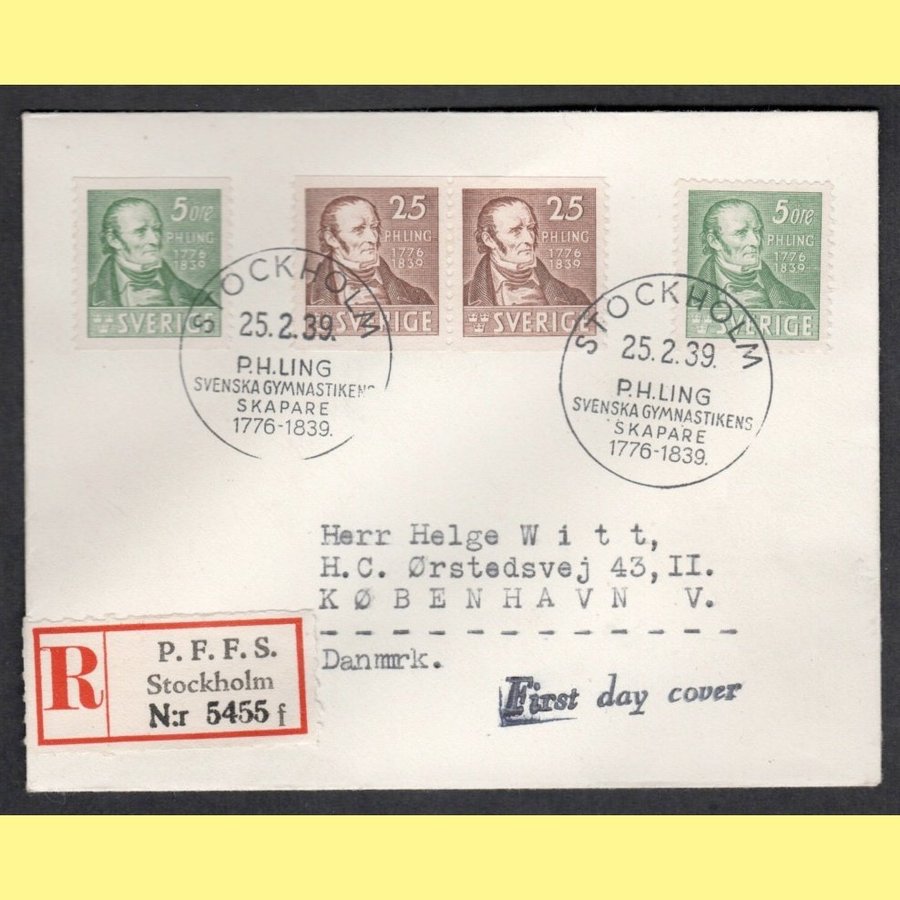 5 öre
P.H.LING
1776
1839
SVERIGE
25
P.H.LING
1776
1839
SVERIGE
25
P.H.LING
1776
1839
SVERIGE
5 öre
P.H.LING
1776
1839
SVERIGE
STOCKHOLM
25.2.39.
P.H.LING
SVENSKA GYMNASTIKENS
SKAPARE
1776-1839.
STOCKHOLM
25.2.39.
P.H.LING
SVENSKA GYMNASTIKENS
SKAPARE
1776-1839.
Herr Helge W i t t,
H.C. Ørstedsvej 43,II.
K Ø B E N H A V N  V.
- - - - - - - - - - - - - - - - -
Danmrk.
First day cover
R
P. F. F. S.
Stockholm
N:r 5455 f